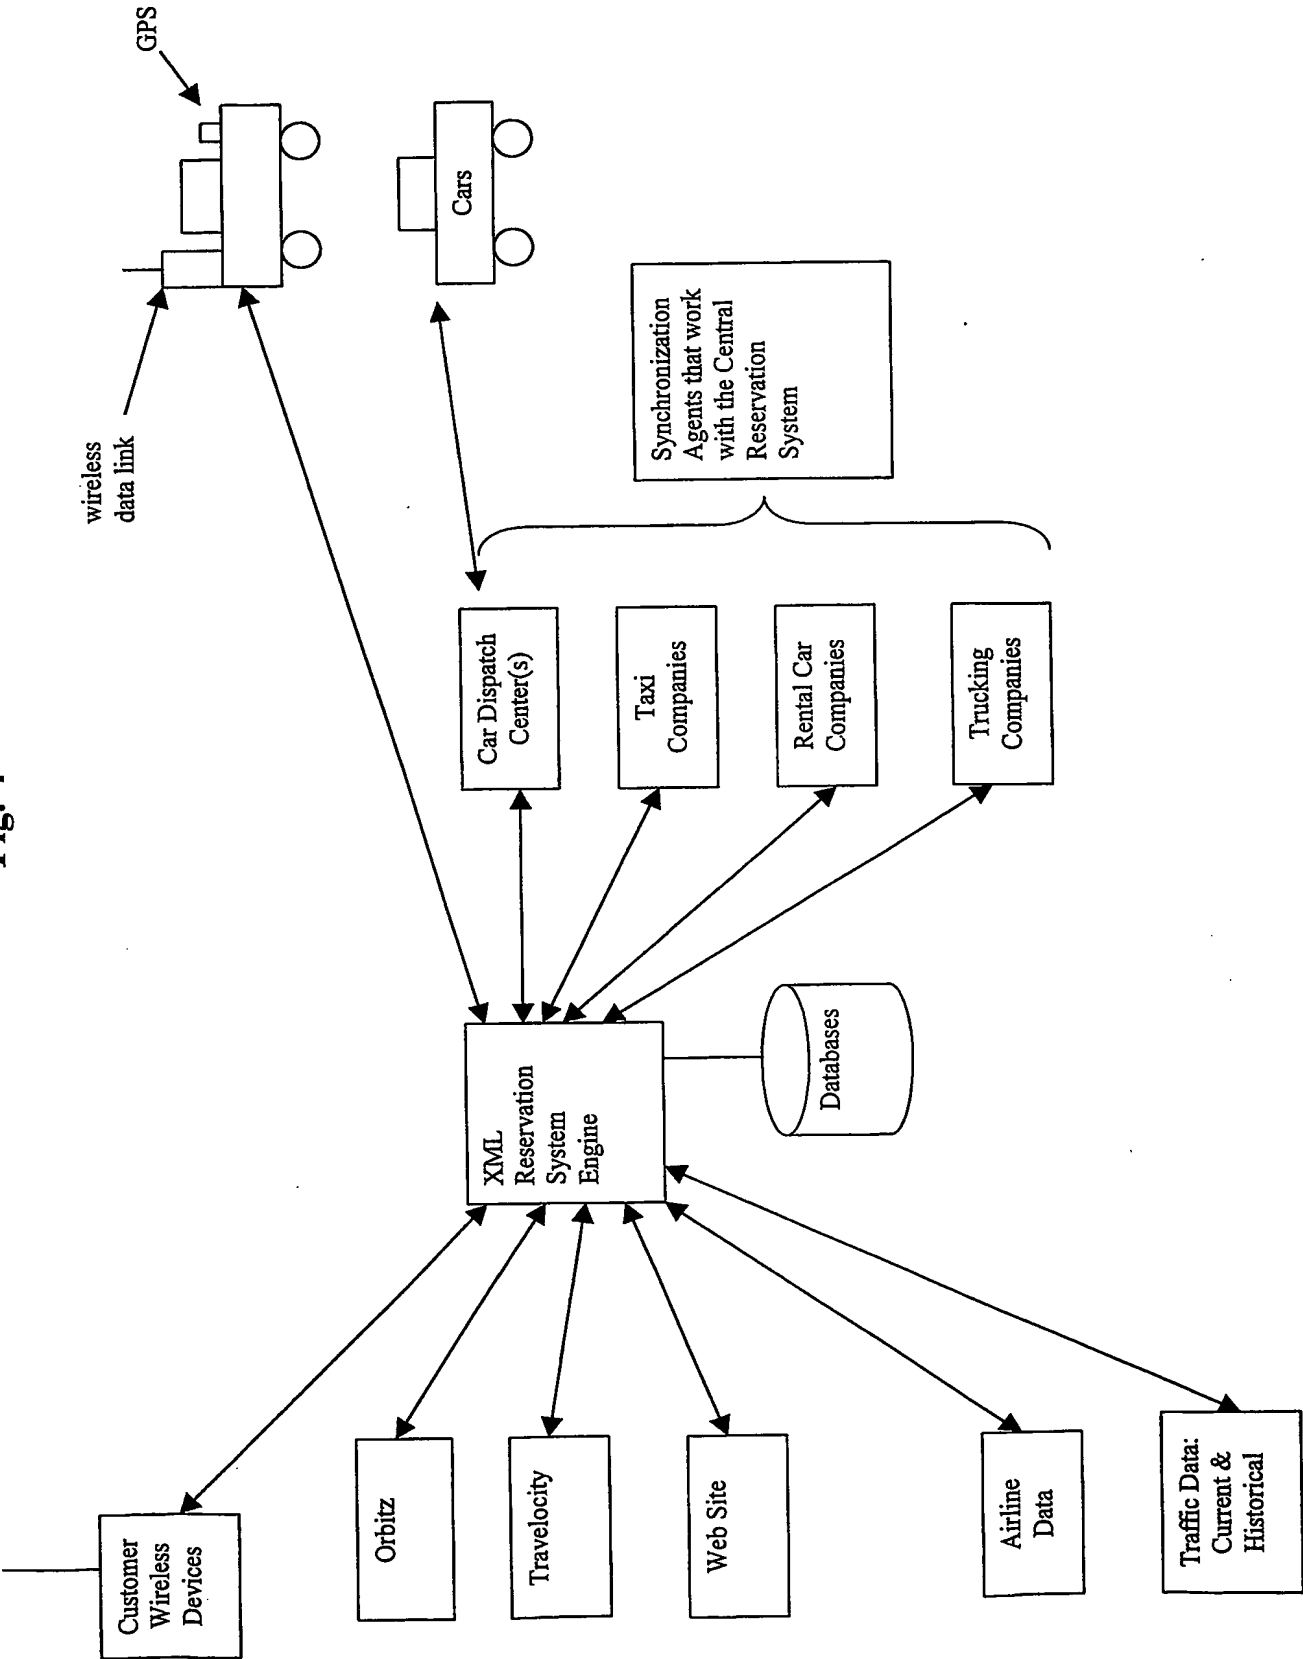 Customer
Wireless
Devices
Orbitz
Travelocity
Web Site
Airline
Data
Traffic Data:
Current &
Historical
XML
Reservation
System
Engine
Databases
Car Dispatch
Center(s)
Taxi
Companies
Rental Car
Companies
Trucking
Companies
Synchronization
Agents that work
with the Central
Reservation
System
wireless
data link
GPS
Cars